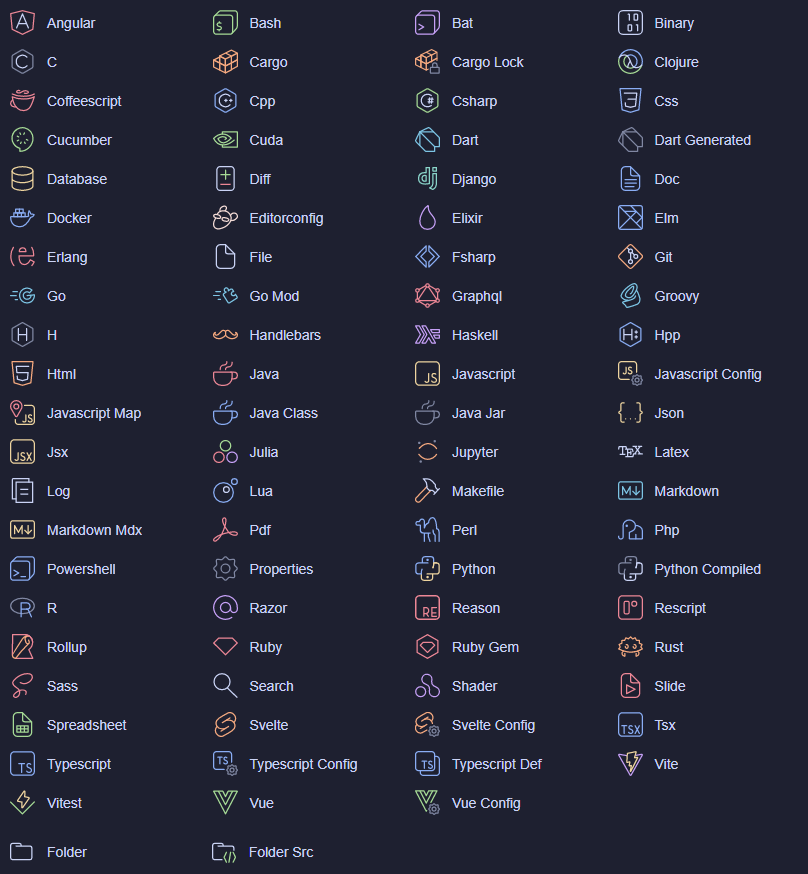 Angular Bash Bat Binary
C Cargo Cargo Lock Clojure
Coffeescript Cpp Csharp Css
Cucumber Cuda Dart Dart Generated
Database Diff Django Doc
Docker Editorconfig Elixir Elm
Erlang File Fsharp Git
Go Go Mod Graphql Groovy
H Handlebars Haskell Hpp
Html Java Javascript Javascript Config
Javascript Map Java Class Java Jar Json
Jsx Julia Jupyter Latex
Log Lua Makefile Markdown
Markdown Mdx Pdf Perl Php
Powershell Properties Python Python Compiled
R Razor Reason Rescript
Rollup Ruby Ruby Gem Rust
Sass Search Shader Slide
Spreadsheet Svelte Svelte Config Tsx
Typescript Typescript Config Typescript Def Vite
Vitest Vue Vue Config
Folder Folder Src